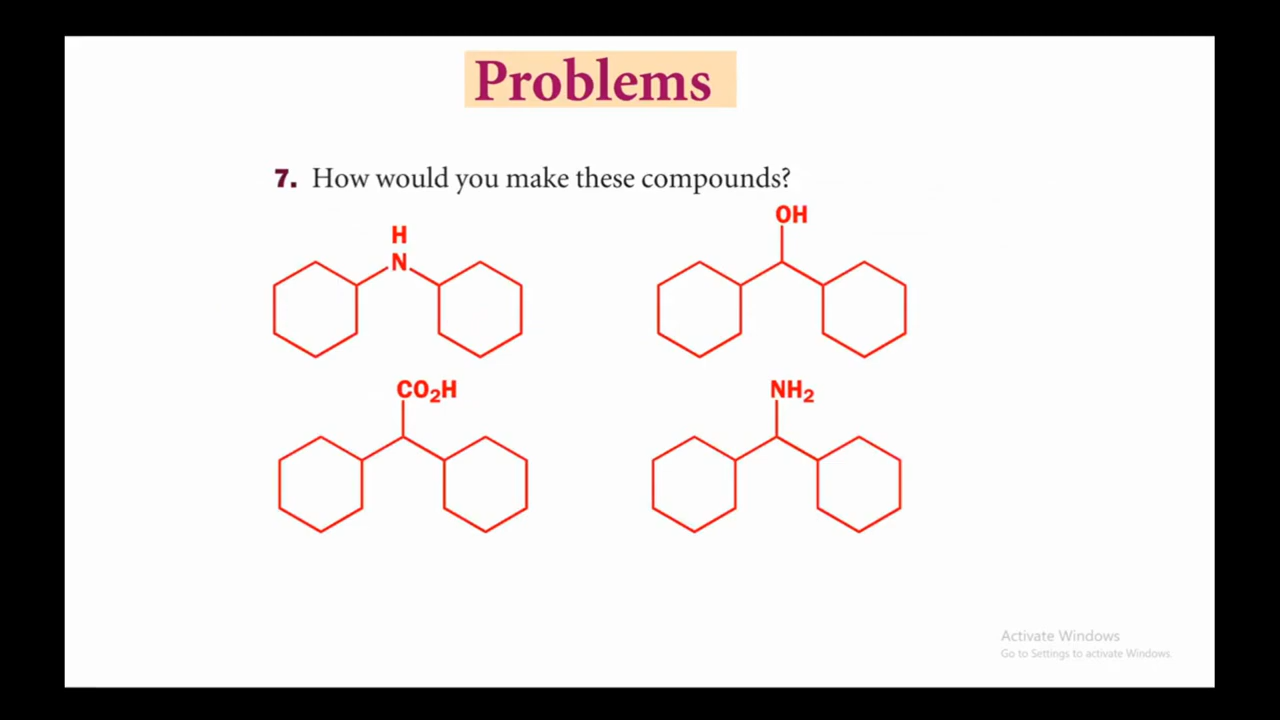 Problems
7. How would you make these compounds?
OH
H
N
CO₂H
NH₂
Activate Windows
Go to Settings to activate Windows.